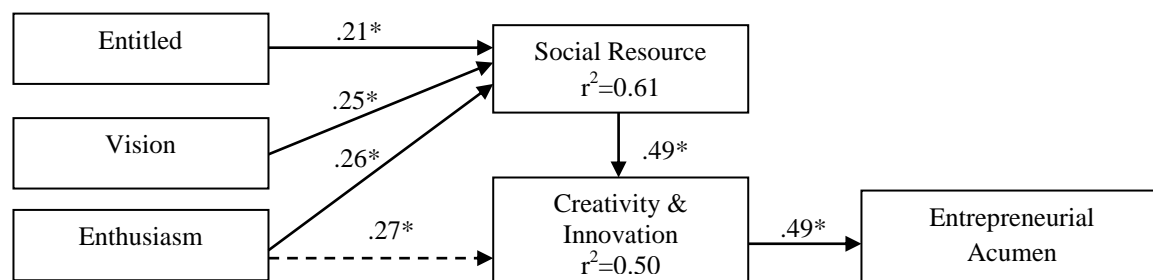 Entitled
.21*
Social Resource
r²=0.61
.25*
Vision
.26*
.49*
Enthusiasm
.27*
Creativity &
Innovation
r²=0.50
.49*
Entrepreneurial
Acumen